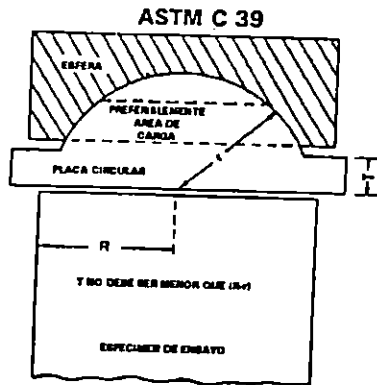 ASTM C 39
ESFERA
PREFERIBLEMENTE
AREA DE
CARGA
r
PLACA CIRCULAR
T
R
T NO DEBE SER MENOR QUE (R-r)
ESPECIMEN DE ENSAYO